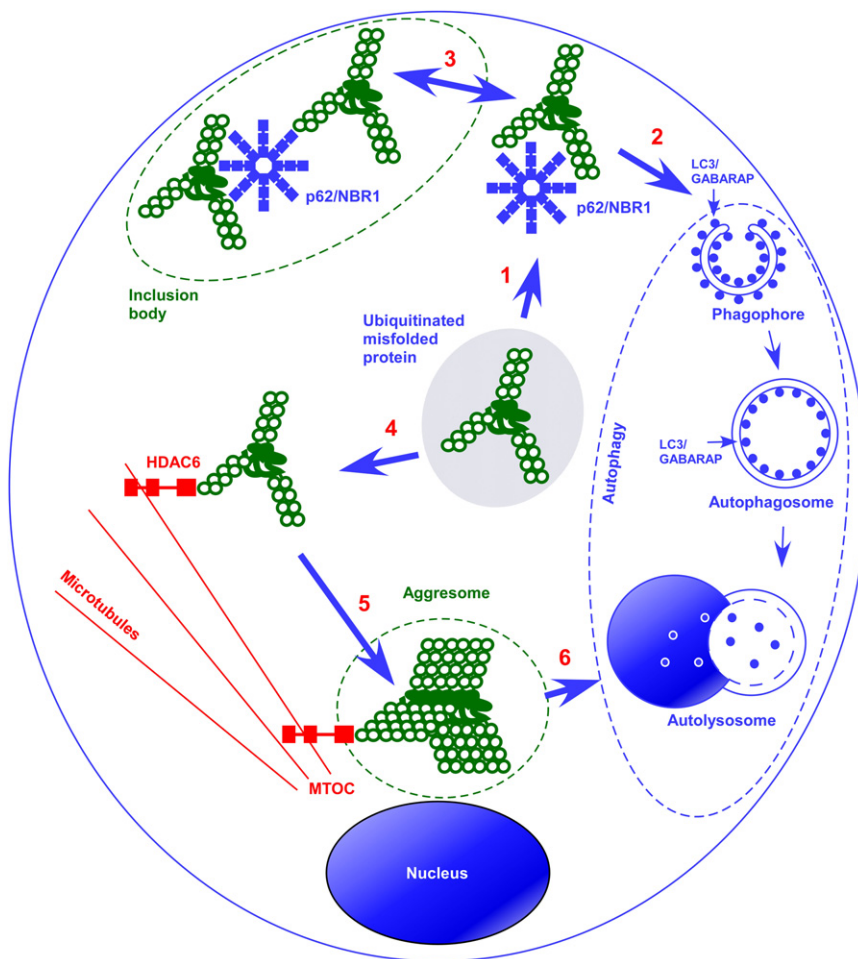 3
2
LC3/
GABARAP
p62/NBR1
p62/NBR1
Inclusion
body
1
Phagophore
Ubiquitinated
misfolded
protein
4
HDAC6
LC3/
GABARAP
Autophagy
Autophagosome
Microtubules
5
Aggresome
6
Autolysosome
MTOC
Nucleus